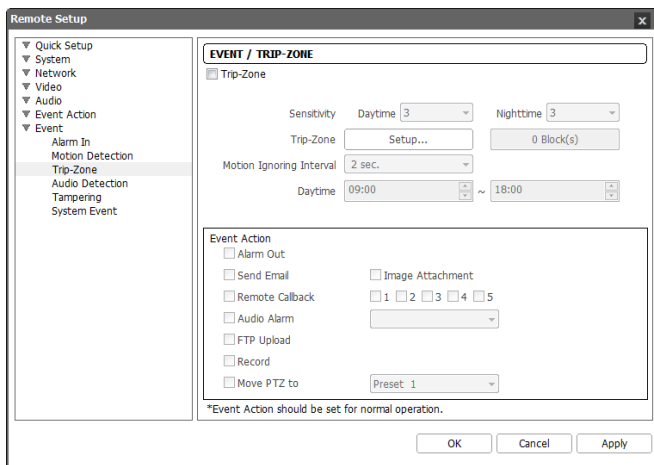 Remote Setup
x
Quick Setup
System
Network
Video
Audio
Event Action
Event
Alarm In
Motion Detection
Trip-Zone
Audio Detection
Tampering
System Event
EVENT / TRIP-ZONE
Trip-Zone
Sensitivity Daytime 3 Nighttime 3
Trip-Zone Setup... 0 Block(s)
Motion Ignoring Interval 2 sec.
Daytime 09:00 ~ 18:00
Event Action
Alarm Out
Send Email Image Attachment
Remote Callback 1 2 3 4 5
Audio Alarm
FTP Upload
Record
Move PTZ to Preset 1
*Event Action should be set for normal operation.
OK Cancel Apply